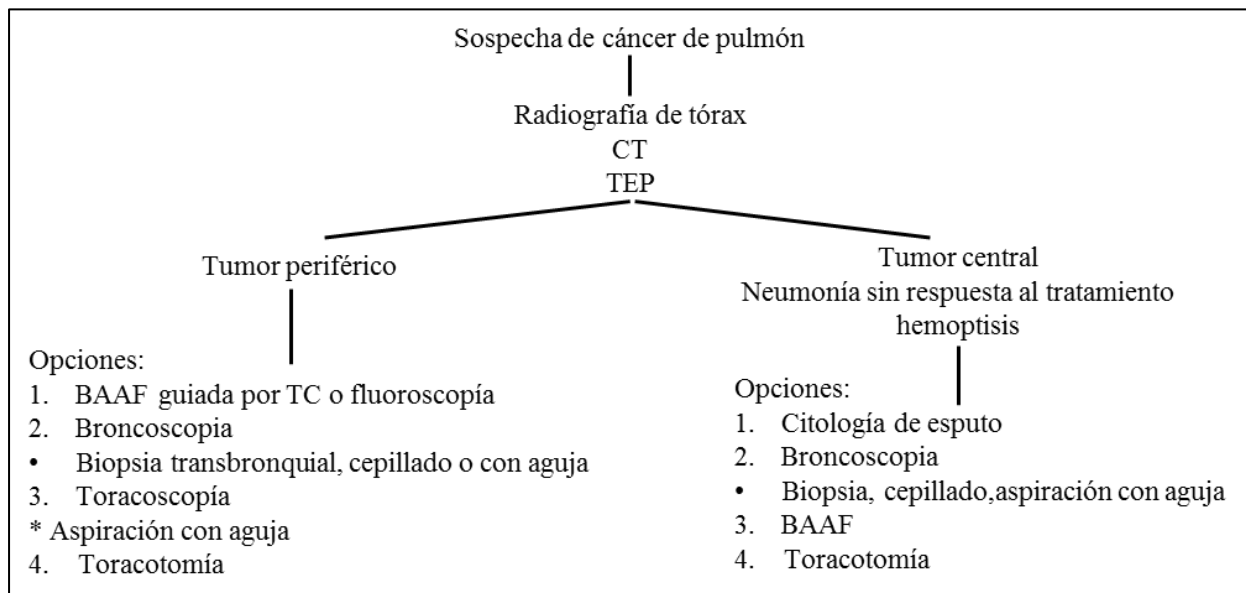 Sospecha de cáncer de pulmón
Radiografía de tórax
CT
TEP
Tumor periférico
Opciones:
1. BAAF guiada por TC o fluoroscopía
2. Broncoscopia
• Biopsia transbronquial, cepillado o con aguja
3. Toracoscopía
* Aspiración con aguja
4. Toracotomía
Tumor central
Neumonía sin respuesta al tratamiento
hemoptisis
Opciones:
1. Citología de esputo
2. Broncoscopia
• Biopsia, cepillado,aspiración con aguja
3. BAAF
4. Toracotomía